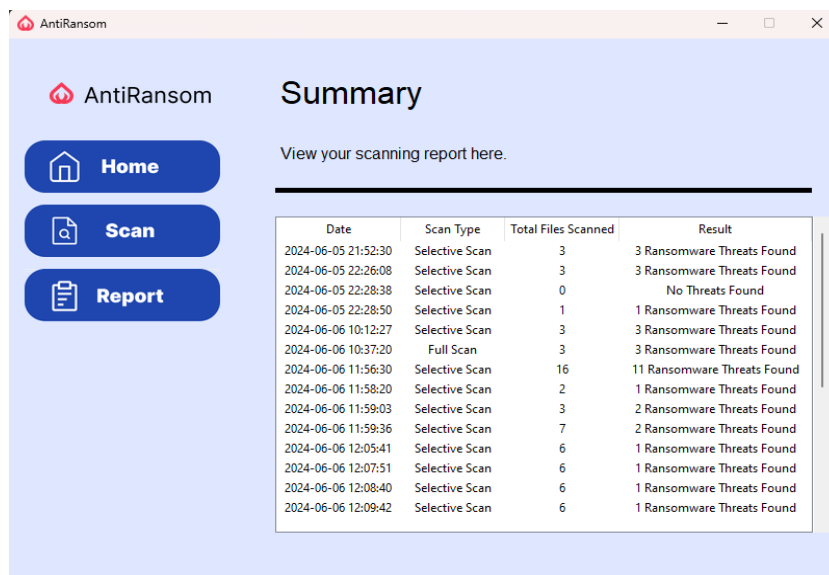 AntiRansom
AntiRansom
Home
Scan
Report
Summary
View your scanning report here.
Date Scan Type Total Files Scanned Result
2024-06-05 21:52:30 Selective Scan 3 3 Ransomware Threats Found
2024-06-05 22:26:08 Selective Scan 3 3 Ransomware Threats Found
2024-06-05 22:28:38 Selective Scan 0 No Threats Found
2024-06-05 22:28:50 Selective Scan 1 1 Ransomware Threats Found
2024-06-06 10:12:27 Selective Scan 3 3 Ransomware Threats Found
2024-06-06 10:37:20 Full Scan 3 3 Ransomware Threats Found
2024-06-06 11:56:30 Selective Scan 16 11 Ransomware Threats Found
2024-06-06 11:58:20 Selective Scan 2 1 Ransomware Threats Found
2024-06-06 11:59:03 Selective Scan 3 2 Ransomware Threats Found
2024-06-06 11:59:36 Selective Scan 7 2 Ransomware Threats Found
2024-06-06 12:05:41 Selective Scan 6 1 Ransomware Threats Found
2024-06-06 12:07:51 Selective Scan 6 1 Ransomware Threats Found
2024-06-06 12:08:40 Selective Scan 6 1 Ransomware Threats Found
2024-06-06 12:09:42 Selective Scan 6 1 Ransomware Threats Found